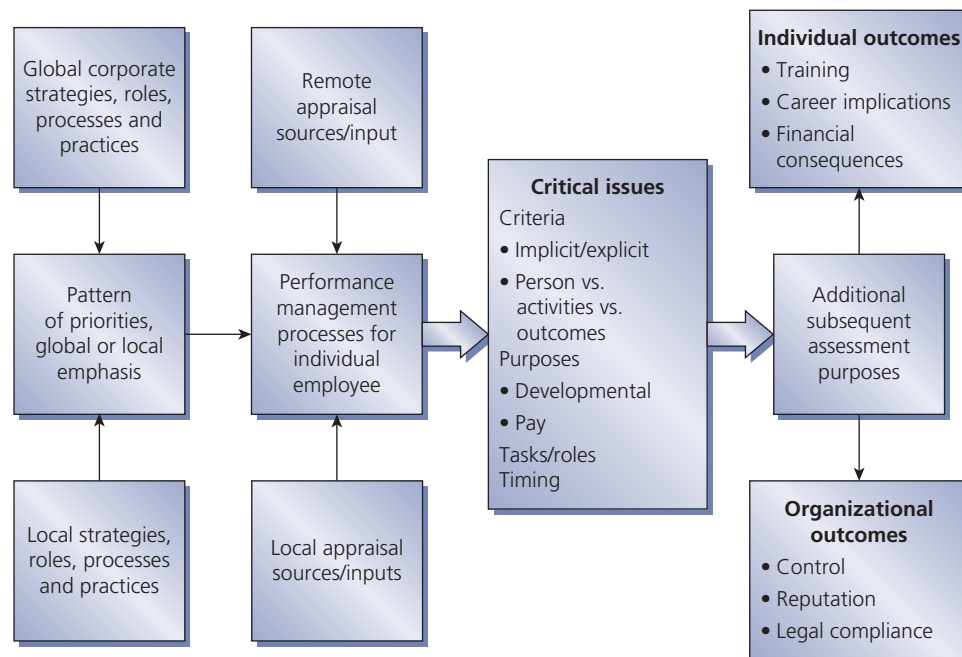 Global corporate
strategies, roles,
processes and
practices
Pattern
of priorities,
global or local
emphasis
Local strategies,
roles, processes
and practices
Remote
appraisal
sources/input
Performance
management
processes for
individual
employee
Local appraisal
sources/inputs
Critical issues
Criteria
• Implicit/explicit
• Person vs.
activities vs.
outcomes
Purposes
• Developmental
• Pay
Tasks/roles
Timing
Individual outcomes
• Training
• Career implications
• Financial
consequences
Additional
subsequent
assessment
purposes
Organizational
outcomes
• Control
• Reputation
• Legal compliance